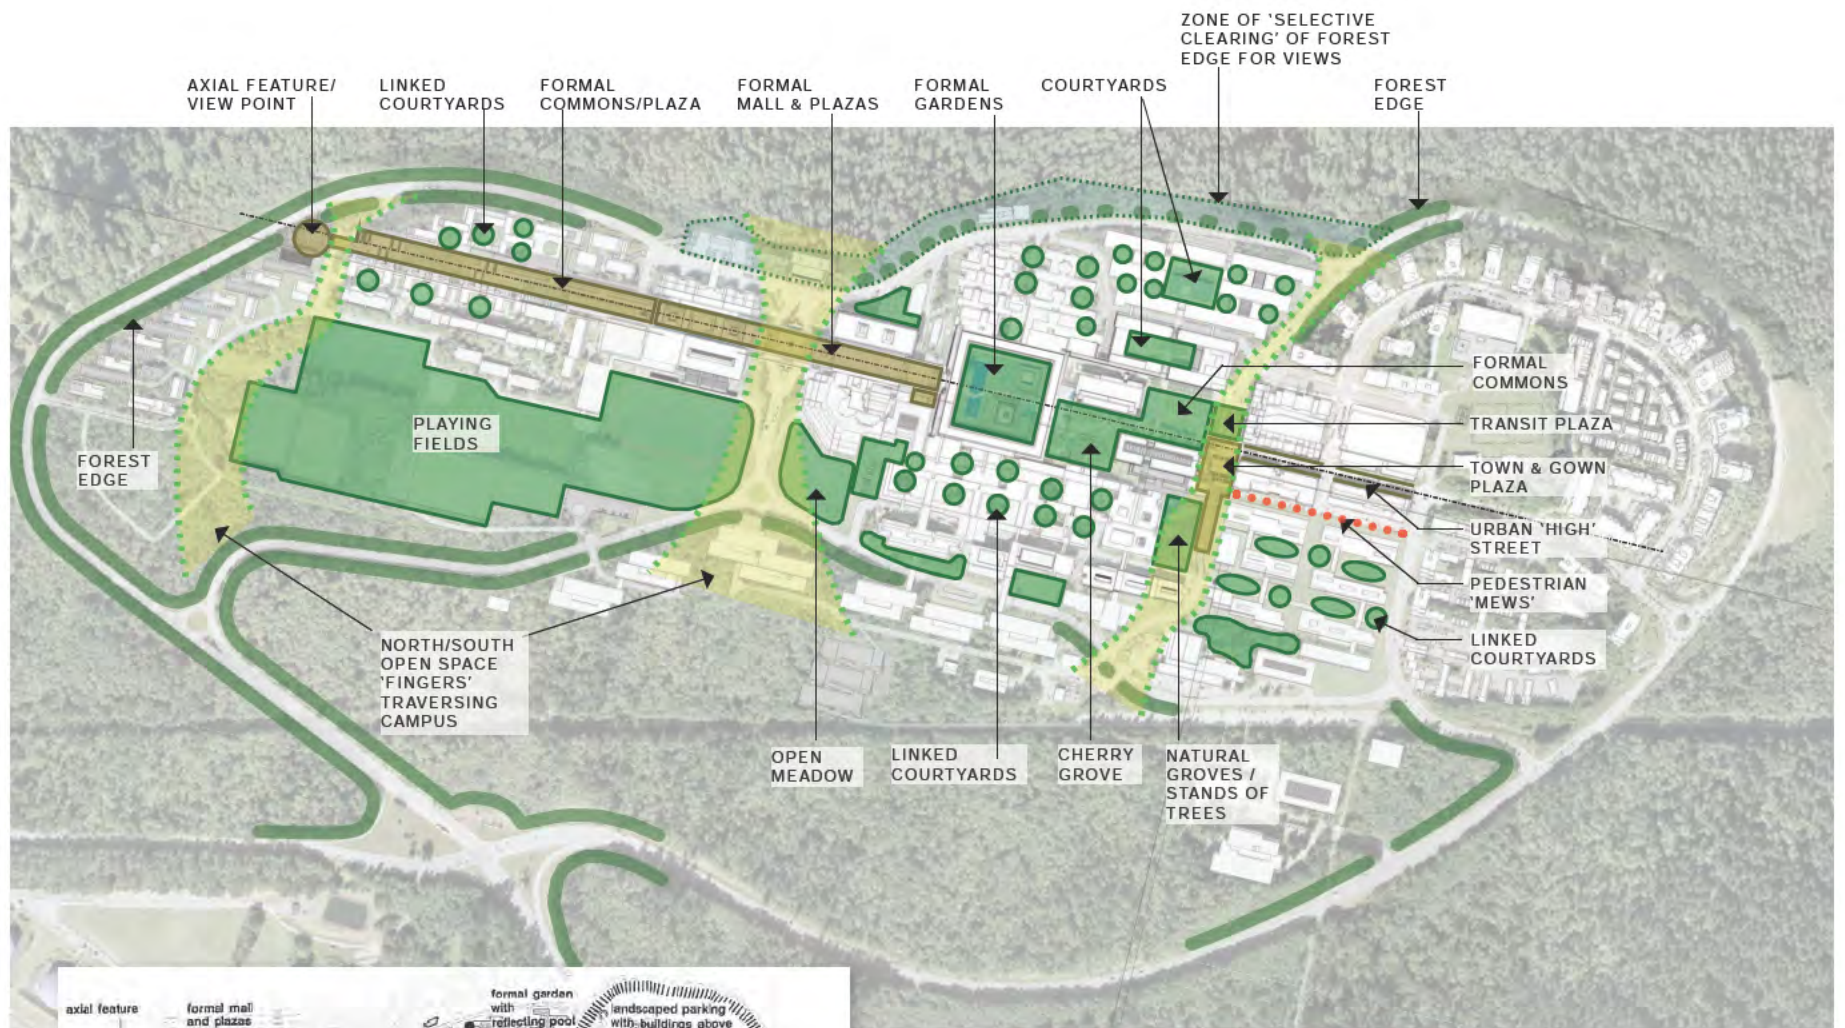 ZONE OF 'SELECTIVE
CLEARING' OF FOREST
EDGE FOR VIEWS
AXIAL FEATURE/
VIEW POINT
LINKED
COURTYARDS
FORMAL
COMMONS/PLAZA
FORMAL
MALL & PLAZAS
FORMAL
GARDENS
COURTYARDS
FOREST
EDGE
FORMAL
COMMONS
TRANSIT PLAZA
TOWN & GOWN
PLAZA
URBAN 'HIGH'
STREET
PEDESTRIAN
'MEWS'
LINKED
COURTYARDS
PLAYING
FIELDS
FOREST
EDGE
NORTH/SOUTH
OPEN SPACE
'FINGERS'
TRAVERSING
CAMPUS
OPEN
MEADOW
LINKED
COURTYARDS
CHERRY
GROVE
NATURAL
GROVES /
STANDS OF
TREES
axial feature
formal mall
and plazas
formal garden
with
reflecting pool
landscaped parking
with buildings above